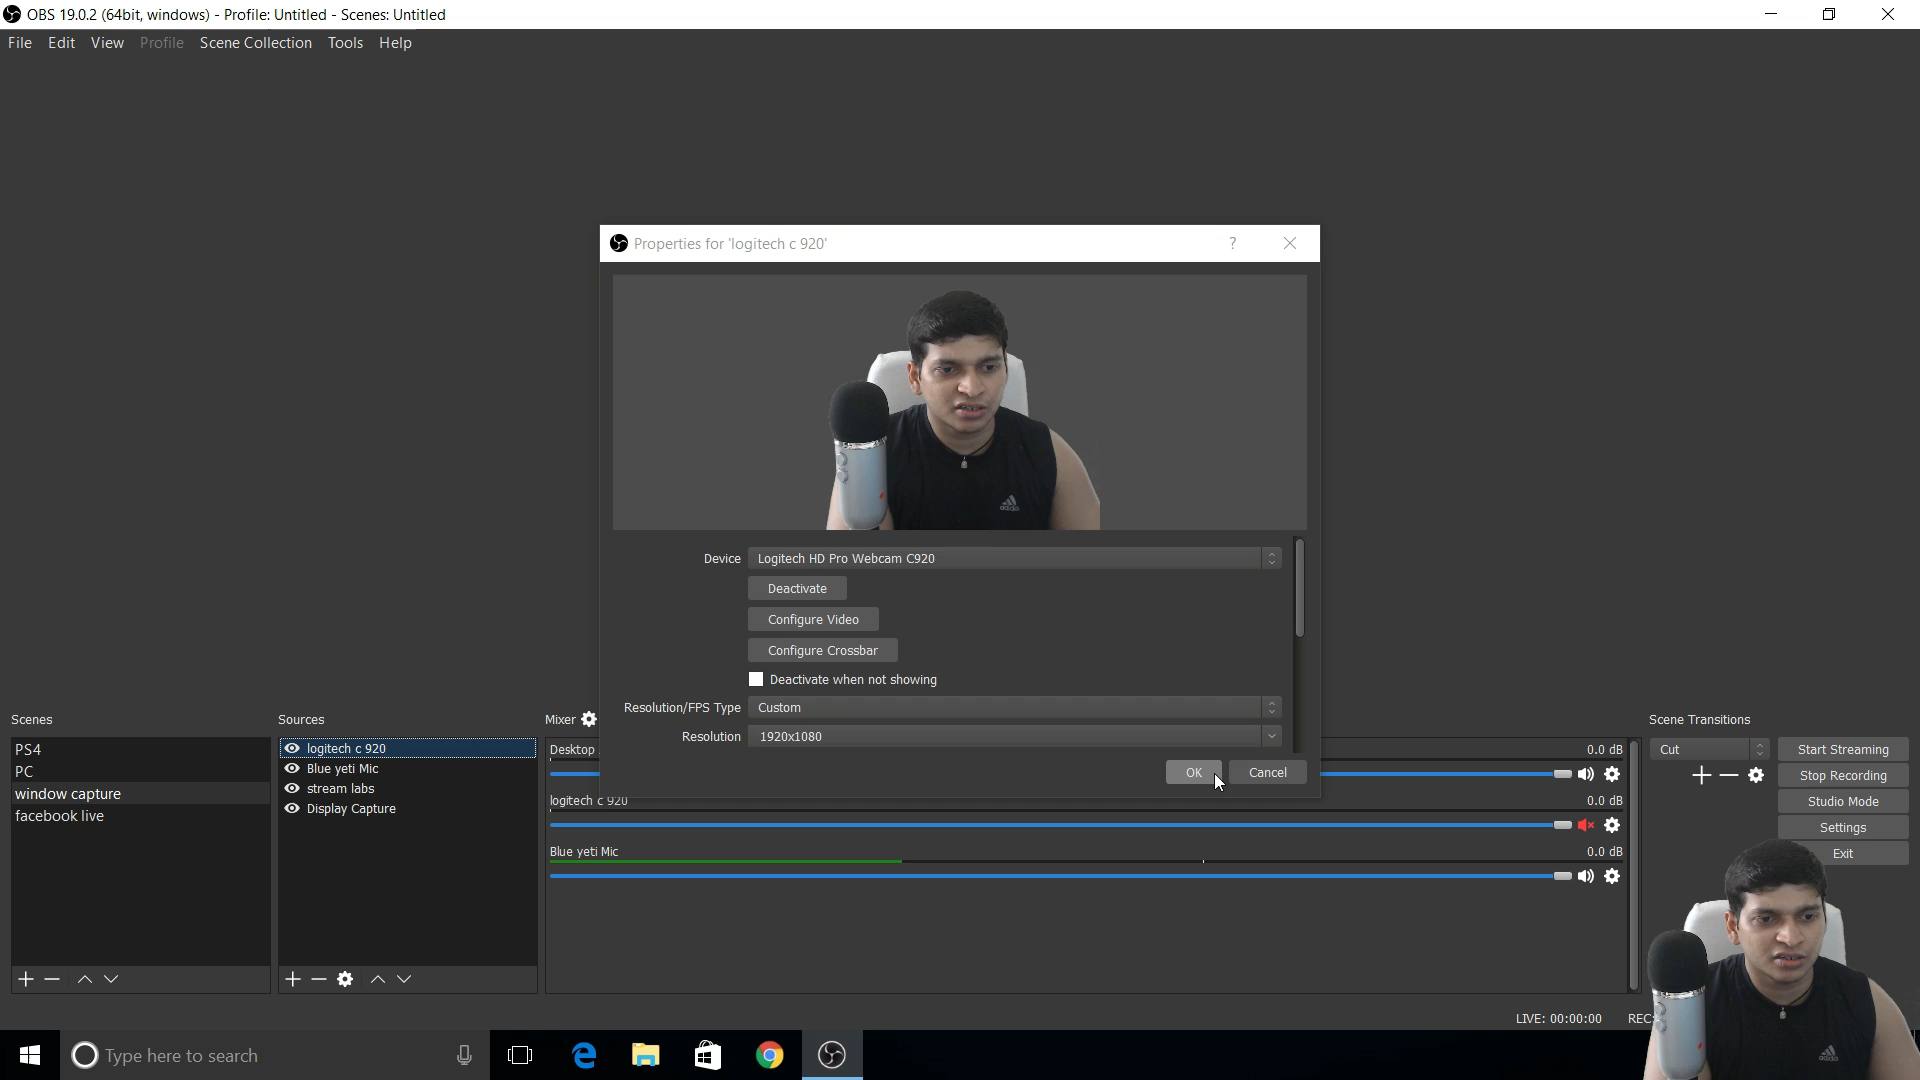 OBS 19.0.2 (64bit, windows) - Profile: Untitled - Scenes: Untitled
File Edit View Profile Scene Collection Tools Help
Properties for 'logitech c 920'
?
adidas
Device Logitech HD Pro Webcam C920
Deactivate
Configure Video
Configure Crossbar
Deactivate when not showing
Resolution/FPS Type Custom
Resolution 1920x1080
OK Cancel
Scenes
PS4
PC
window capture
facebook live
Sources
logitech c 920
Blue yeti Mic
stream labs
Display Capture
Mixer
Desktop
0.0 dB
logitech c 920
0.0 dB
Blue yeti Mic
0.0 dB
Scene Transitions
Cut
Start Streaming
Stop Recording
Studio Mode
Settings
Exit
LIVE: 00:00:00
REC:
Type here to search
adidas